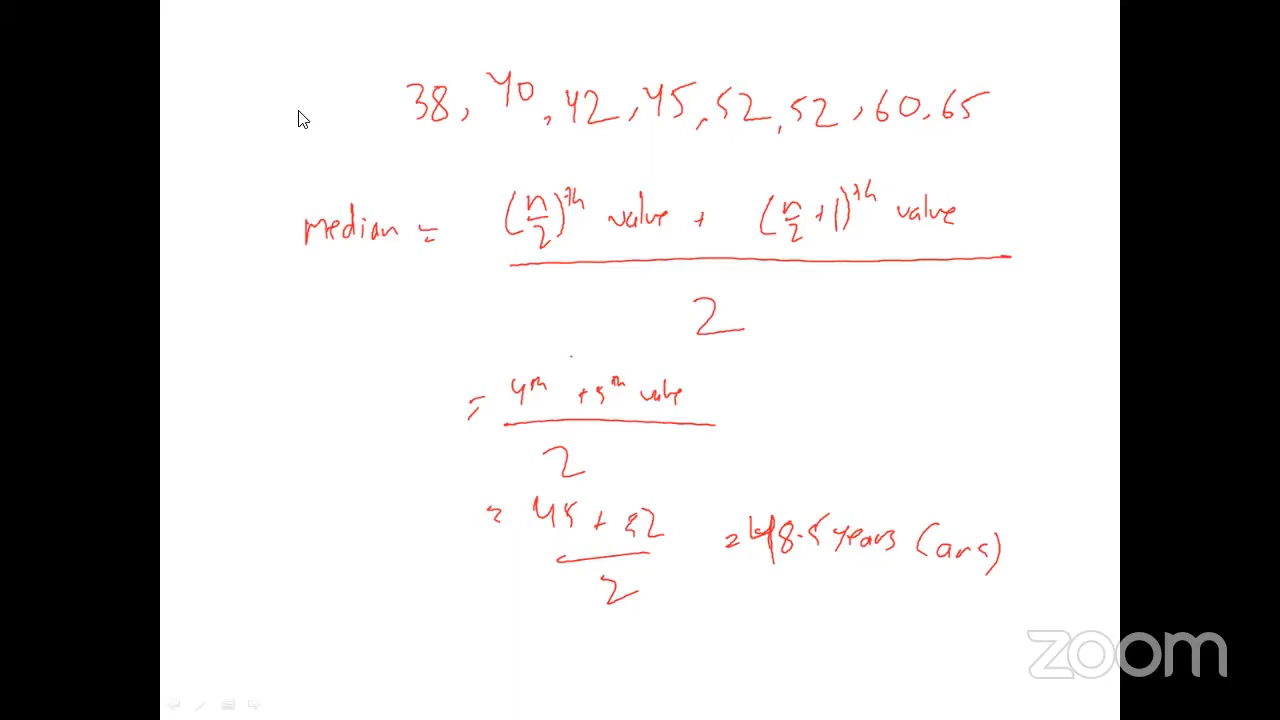 38, 40, 42, 45, 52, 52, 60, 65
median = (n/2)th value + (n/2 + 1)th value
2
= 4th + 5th value
2
= 45 + 52 = 48.5 years (ans)
2
zoom